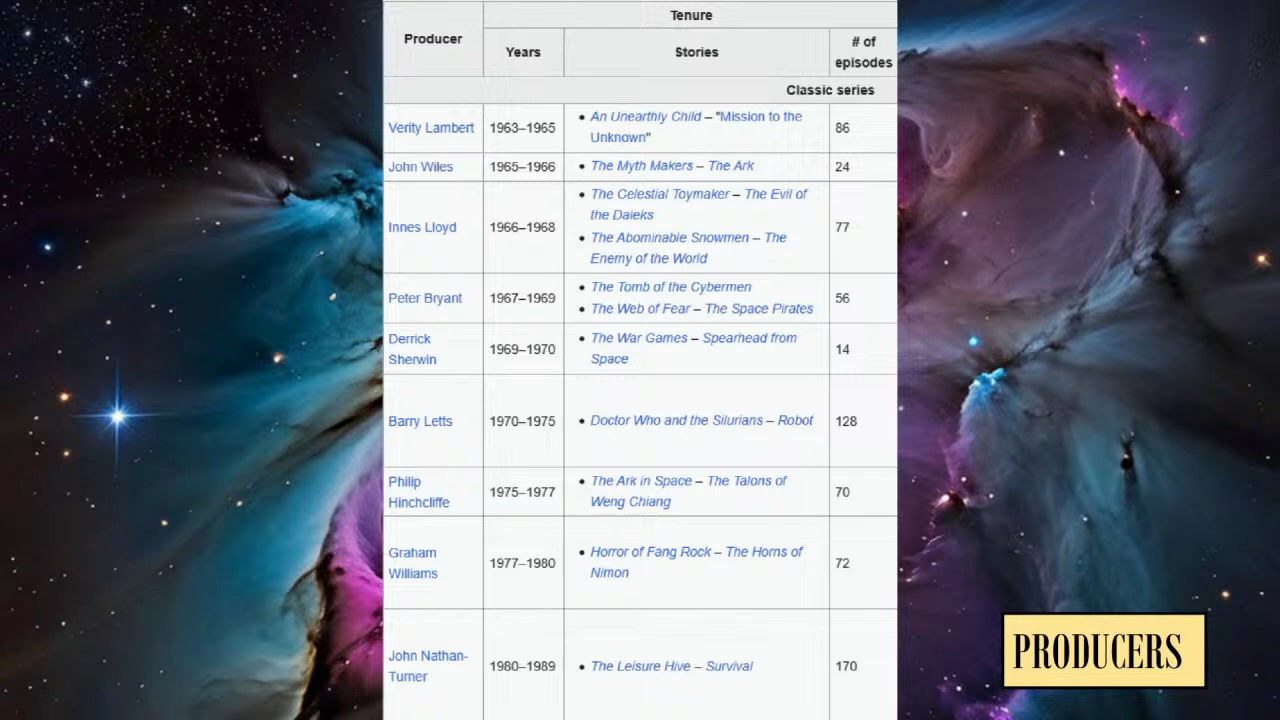 Producer
Tenure
Years
Stories
# of
episodes
Classic series
Verity Lambert
1963–1965
• An Unearthly Child – "Mission to the
Unknown"
86
John Wiles
1965–1966
• The Myth Makers – The Ark
24
Innes Lloyd
1966–1968
• The Celestial Toymaker – The Evil of
the Daleks
• The Abominable Snowmen – The
Enemy of the World
77
Peter Bryant
1967–1969
• The Tomb of the Cybermen
• The Web of Fear – The Space Pirates
56
Derrick
Sherwin
1969–1970
• The War Games – Spearhead from
Space
14
Barry Letts
1970–1975
• Doctor Who and the Silurians – Robot
128
Philip
Hinchcliffe
1975–1977
• The Ark in Space – The Talons of
Weng Chiang
70
Graham
Williams
1977–1980
• Horror of Fang Rock – The Horns of
Nimon
72
John Nathan-
Turner
1980–1989
• The Leisure Hive – Survival
170
PRODUCERS